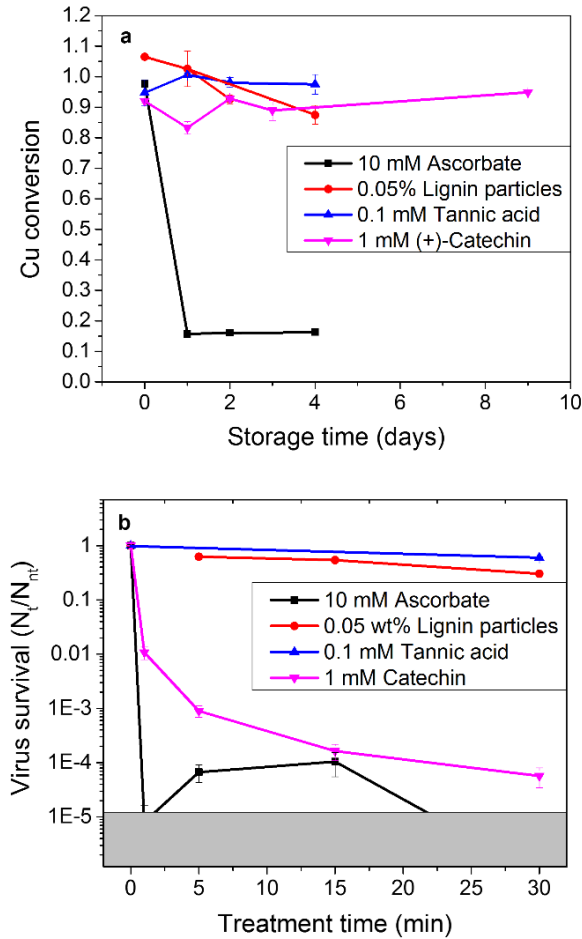 a
1.2
1.1
1.0
0.9
0.8
0.7
0.6
0.5
0.4
0.3
0.2
0.1
0.0
Cu conversion
10 mM Ascorbate
0.05% Lignin particles
0.1 mM Tannic acid
1 mM (+)-Catechin
0 2 4 6 8 10
Storage time (days)
b
1
0.1
0.01
1E-3
1E-4
1E-5
Virus survival (Nt/Nnt)
10 mM Ascorbate
0.05 wt% Lignin particles
0.1 mM Tannic acid
1 mM Catechin
0 5 10 15 20 25 30
Treatment time (min)